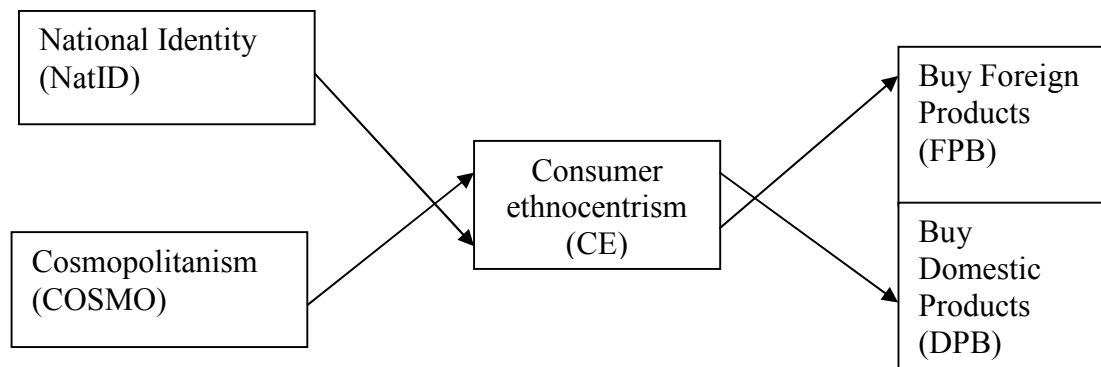 National Identity
(NatID)
Cosmopolitanism
(COSMO)
Consumer
ethnocentrism
(CE)
Buy Foreign
Products
(FPB)
Buy
Domestic
Products
(DPB)